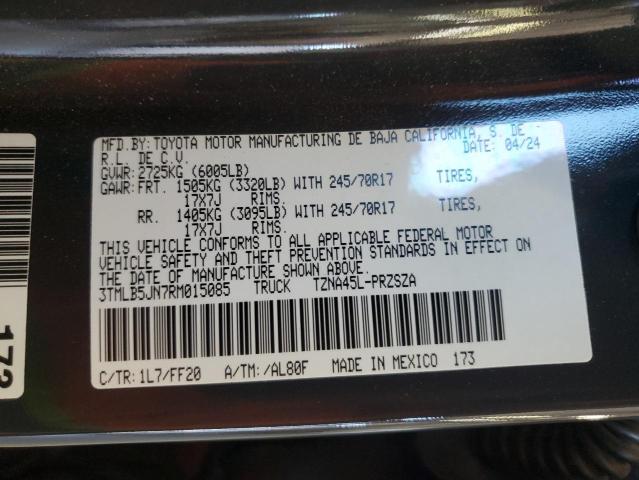 MFD.BY:TOYOTA MOTOR MANUFACTURING DE BAJA CALIFORNIA, S. DE
R.L. DE C.V. DATE: 04/24
GVWR:2725KG (6005LB)
GAWR:FRT. 1505KG (3320LB) WITH 245/70R17 TIRES,
17X7J RIMS.
RR. 1405KG (3095LB) WITH 245/70R17 TIRES,
17X7J RIMS.
THIS VEHICLE CONFORMS TO ALL APPLICABLE FEDERAL MOTOR
VEHICLE SAFETY AND THEFT PREVENTION STANDARDS IN EFFECT ON
THE DATE OF MANUFACTURE SHOWN ABOVE.
3TMLB5JN7RM015085 TRUCK TZNA45L-PRZSZA
C/TR:1L7/FF20 A/TM:/AL80F MADE IN MEXICO 173